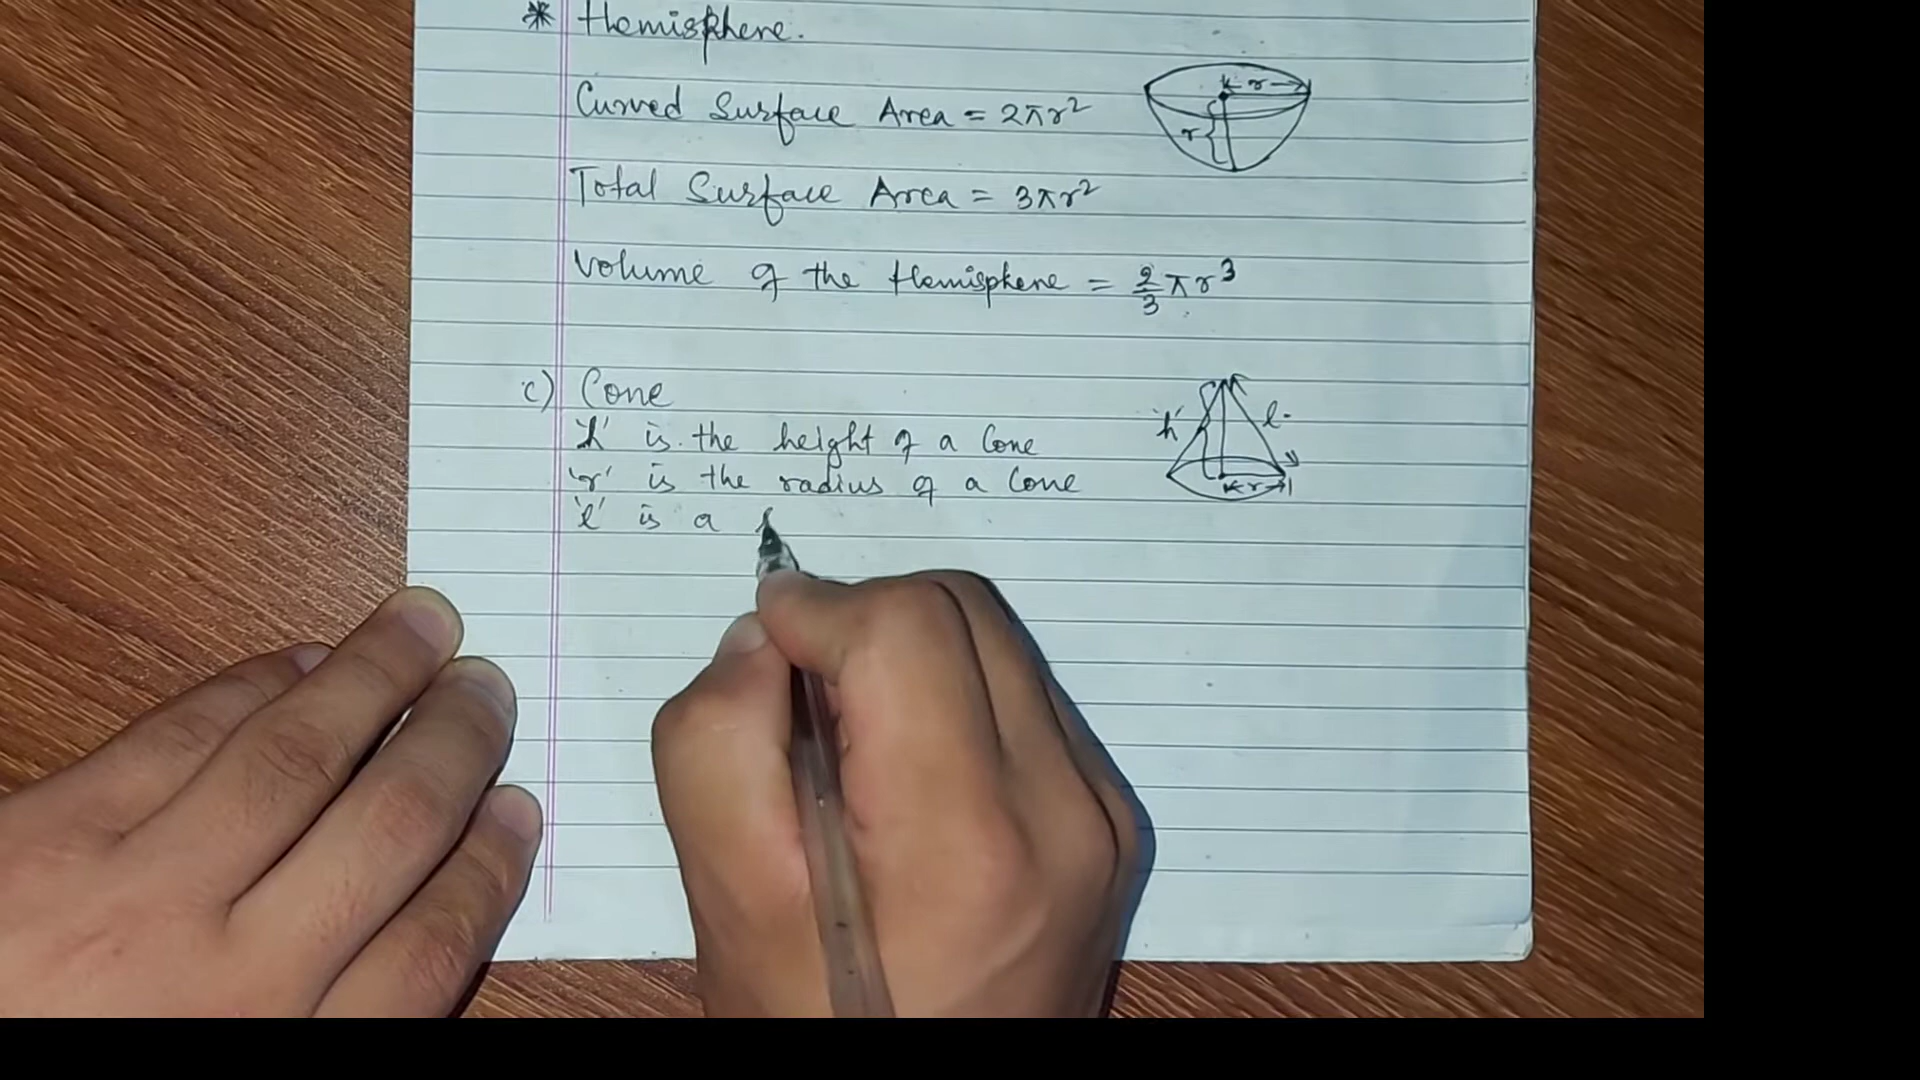 * Hemisphere.
Curved Surface Area = 2πr²
r
r
Total Surface Area = 3πr²
Volume of the Hemisphere = 2/3 πr³
c) Cone
'h' is the height of a Cone
'r' is the radius of a Cone
'l' is a
'h'
l
r